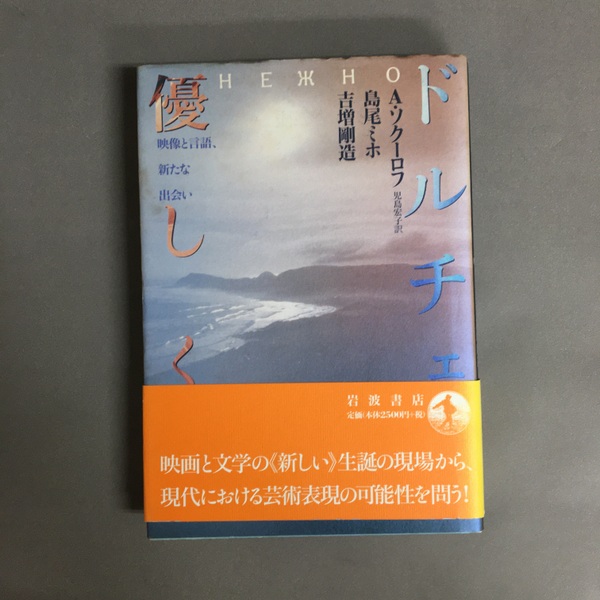 НЕЖНО
ドルチェ
A・ソクーロフ
島尾ミホ
吉増剛造
児島宏子訳
優しく
映像と言語、
新たな
出会い
岩波書店
定価(本体2500円+税)
映画と文学の《新しい》生誕の現場から、
現代における芸術表現の可能性を問う!